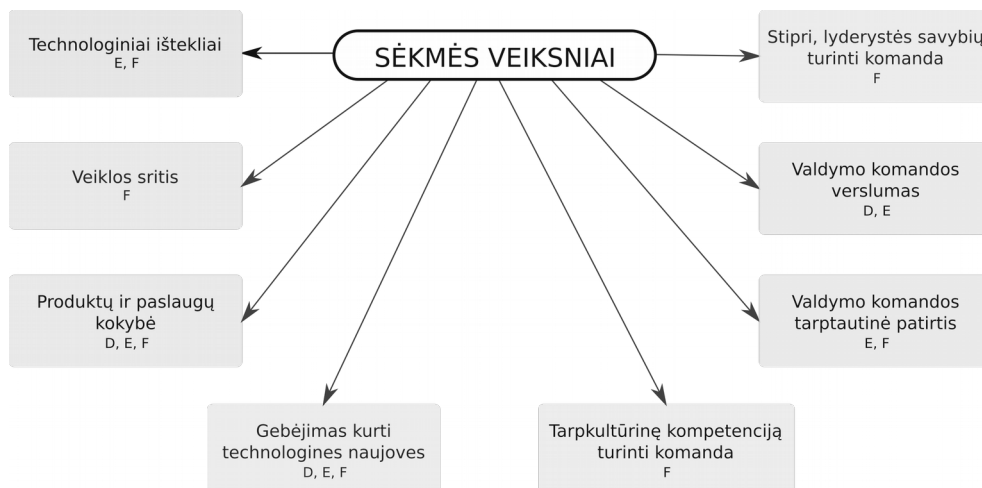 SĖKMĖS VEIKSNIAI
Technologiniai ištekliai
E, F
Stipri, lyderystės savybių
turinti komanda
F
Veiklos sritis
F
Valdymo komandos
verslumas
D, E
Produktų ir paslaugų
kokybė
D, E, F
Valdymo komandos
tarptautinė patirtis
E, F
Gebėjimas kurti
technologines naujoves
D, E, F
Tarpkultūrinę kompetenciją
turinti komanda
F